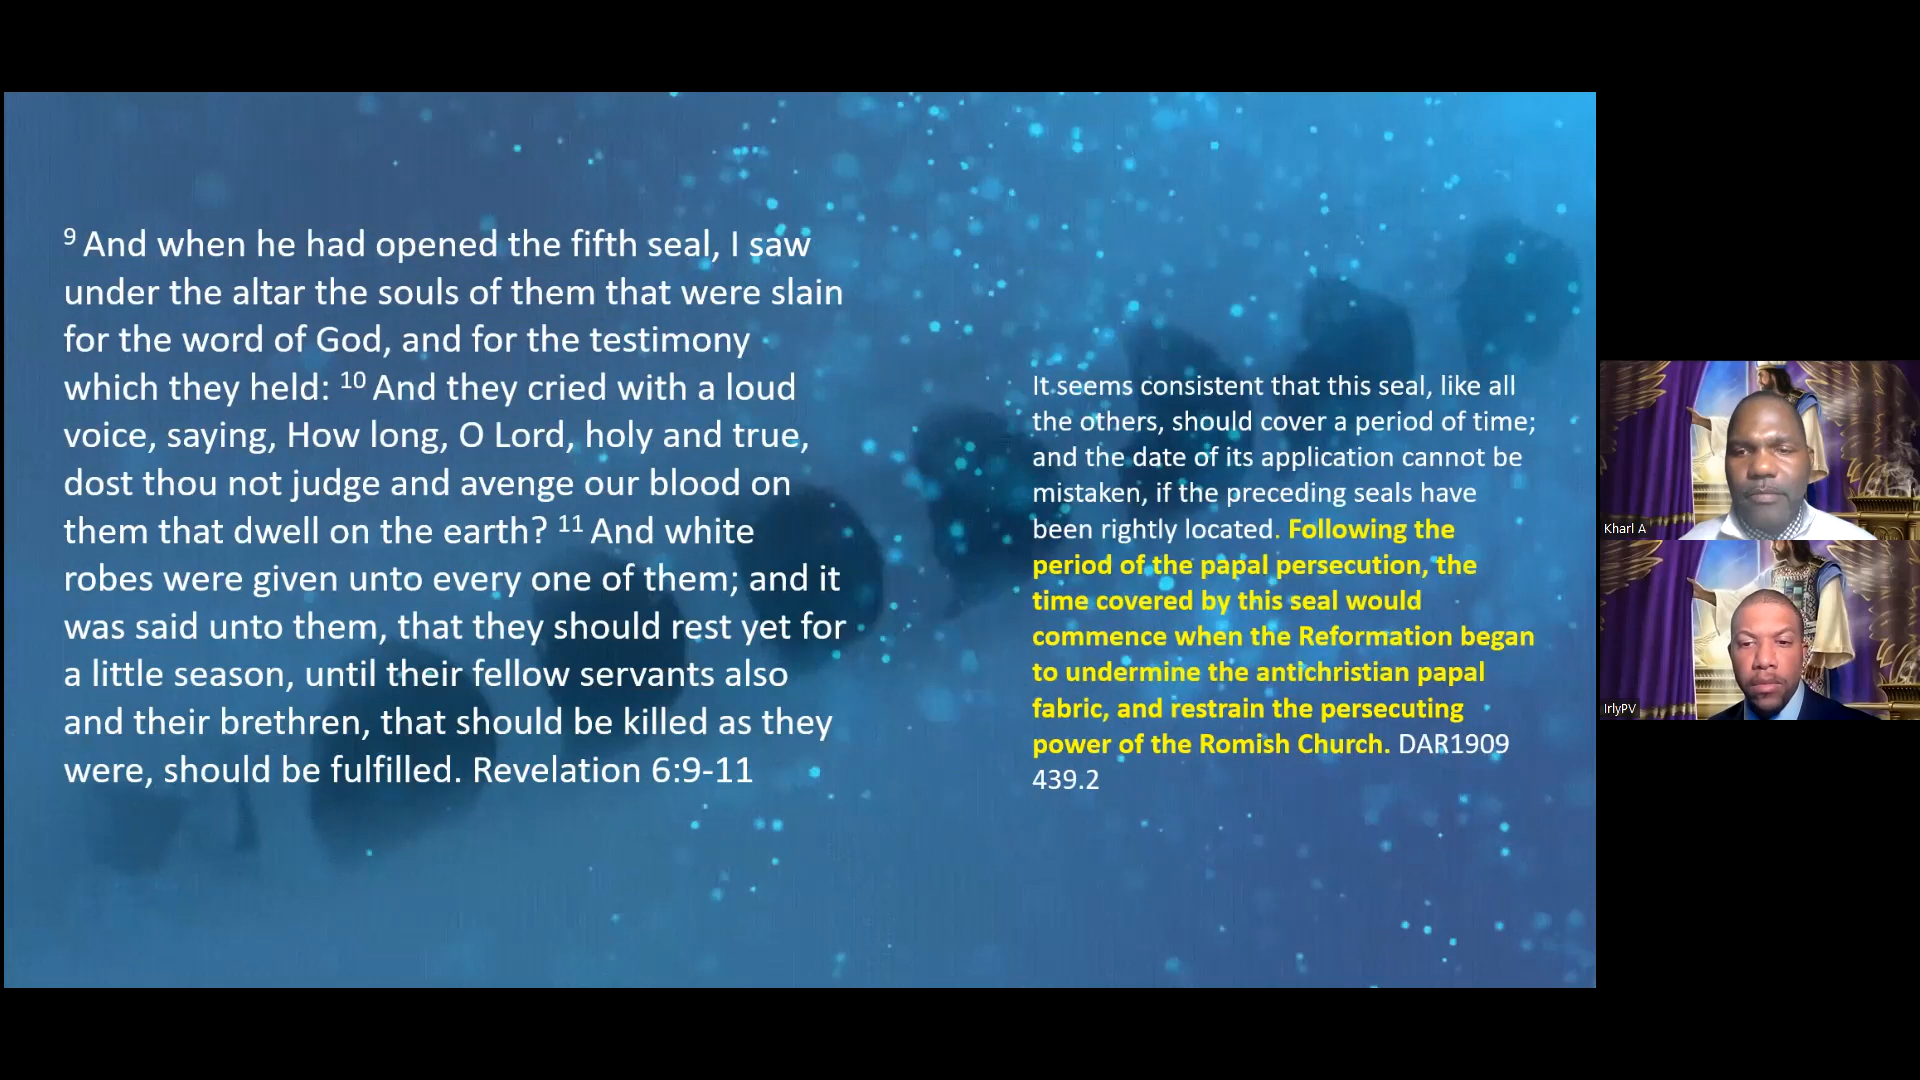 9 And when he had opened the fifth seal, I saw
under the altar the souls of them that were slain
for the word of God, and for the testimony
which they held: 10 And they cried with a loud
voice, saying, How long, O Lord, holy and true,
dost thou not judge and avenge our blood on
them that dwell on the earth? 11 And white
robes were given unto every one of them; and it
was said unto them, that they should rest yet for
a little season, until their fellow servants also
and their brethren, that should be killed as they
were, should be fulfilled. Revelation 6:9-11
It seems consistent that this seal, like all
the others, should cover a period of time;
and the date of its application cannot be
mistaken, if the preceding seals have
been rightly located. Following the
period of the papal persecution, the
time covered by this seal would
commence when the Reformation began
to undermine the antichristian papal
fabric, and restrain the persecuting
power of the Romish Church. DAR1909
439.2
Kharl A
IrlyPV